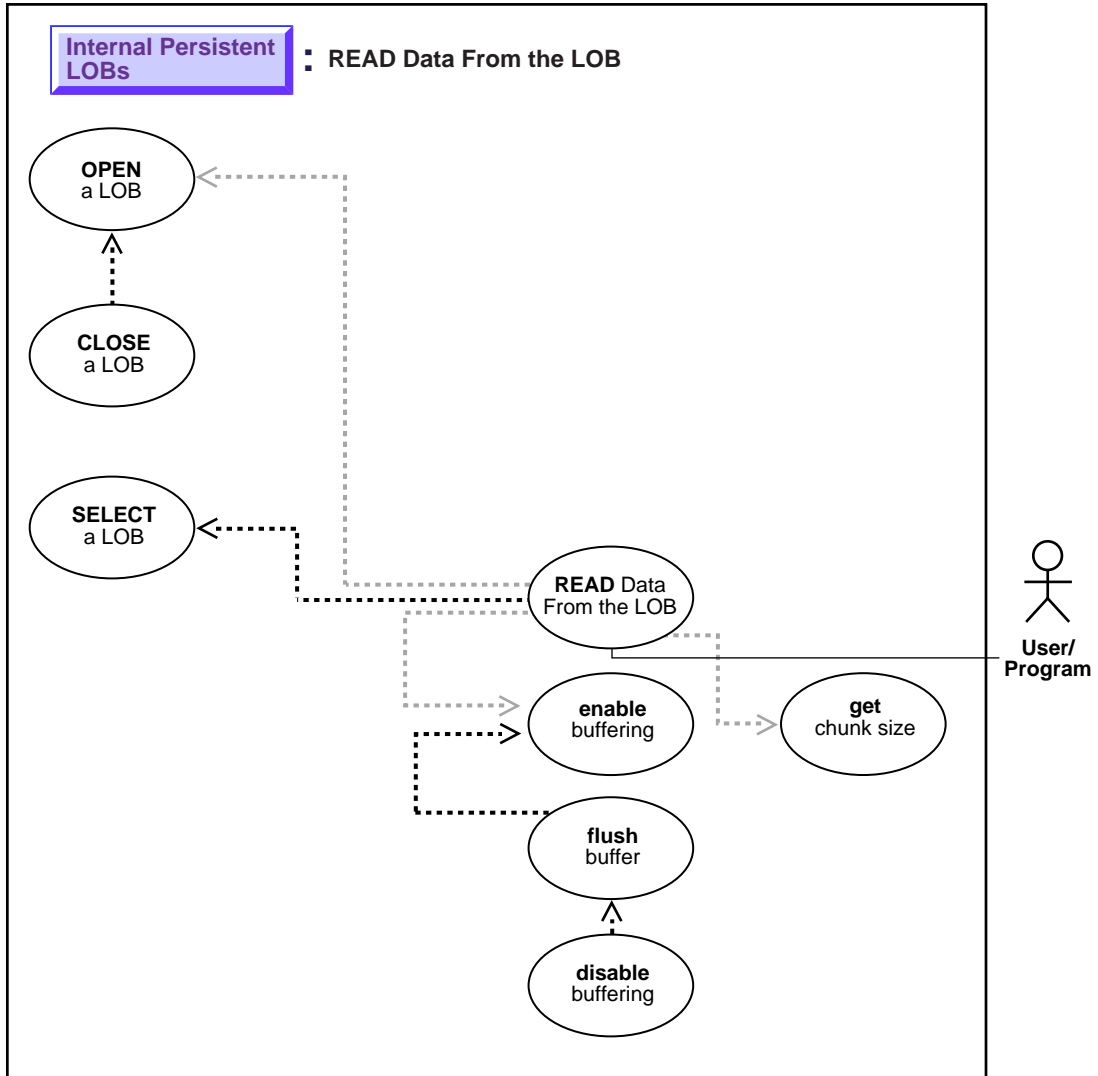 Internal Persistent
LOBs
: READ Data From the LOB
OPEN
a LOB
CLOSE
a LOB
SELECT
a LOB
READ Data
From the LOB
User/
Program
enable
buffering
get
chunk size
flush
buffer
disable
buffering